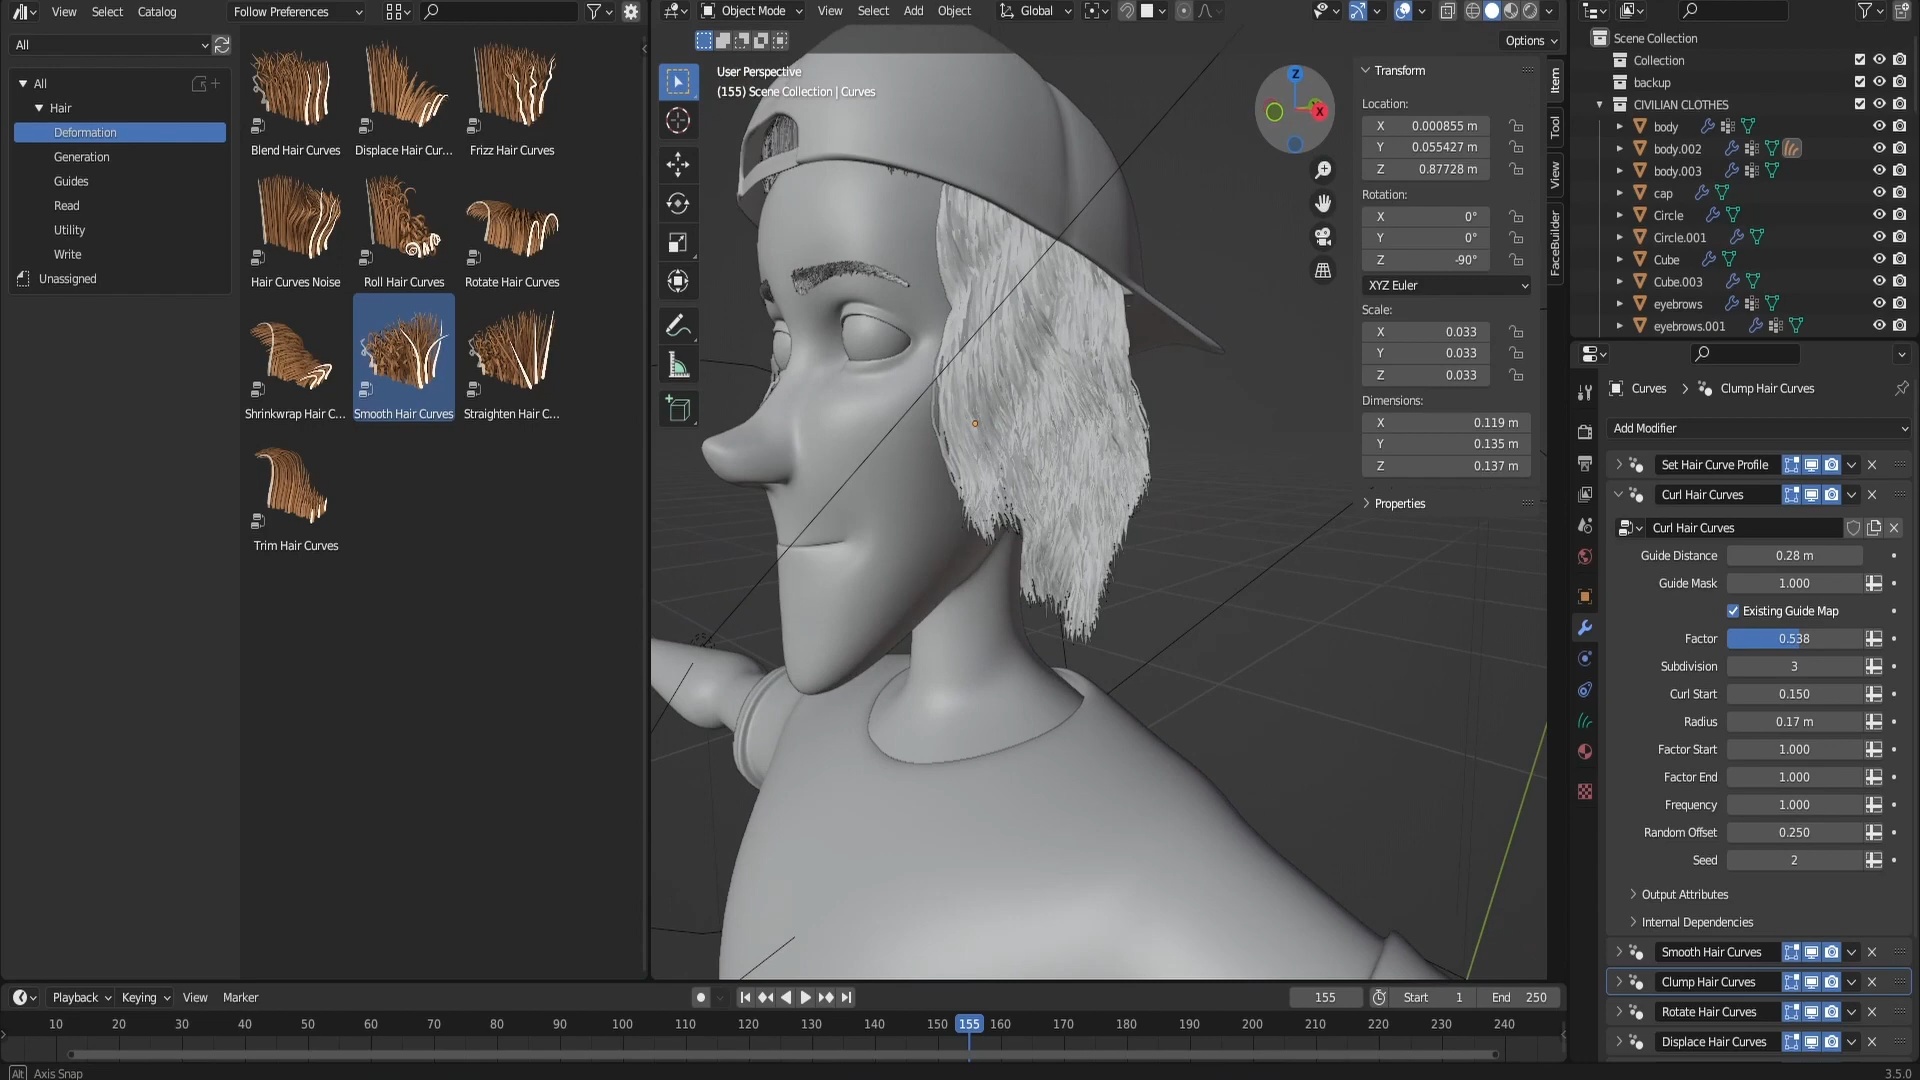 View Select Catalog Follow Preferences
All
All
Hair
Deformation
Generation
Guides
Read
Utility
Write
Unassigned
Blend Hair Curves Displace Hair Cur... Frizz Hair Curves
Hair Curves Noise Roll Hair Curves Rotate Hair Curves
Shrinkwrap Hair C... Smooth Hair Curves Straighten Hair C...
Trim Hair Curves
Object Mode View Select Add Object Global
Options
User Perspective
(155) Scene Collection | Curves
Z
X
Transform
Location:
X 0.000855 m
Y 0.055427 m
Z 0.87728 m
Rotation:
X 0°
Y 0°
Z -90°
XYZ Euler
Scale:
X 0.033
Y 0.033
Z 0.033
Dimensions:
X 0.119 m
Y 0.135 m
Z 0.137 m
Properties
Item
Tool
View
FaceBuilder
Scene Collection
Collection
backup
CIVILIAN CLOTHES
body
body.002
body.003
cap
Circle
Circle.001
Cube
Cube.003
eyebrows
eyebrows.001
Curves Clump Hair Curves
Add Modifier
Set Hair Curve Profile
Curl Hair Curves
Curl Hair Curves
Guide Distance 0.28 m
Guide Mask 1.000
Existing Guide Map
Factor 0.538
Subdivision 3
Curl Start 0.150
Radius 0.17 m
Factor Start 1.000
Factor End 1.000
Frequency 1.000
Random Offset 0.250
Seed 2
Output Attributes
Internal Dependencies
Smooth Hair Curves
Clump Hair Curves
Rotate Hair Curves
Displace Hair Curves
Playback Keying View Marker 155 Start 1 End 250
10 20 30 40 50 60 70 80 90 100 110 120 130 140 150 155 160 170 180 190 200 210 220 230 240
Alt Axis Snap 3.5.0